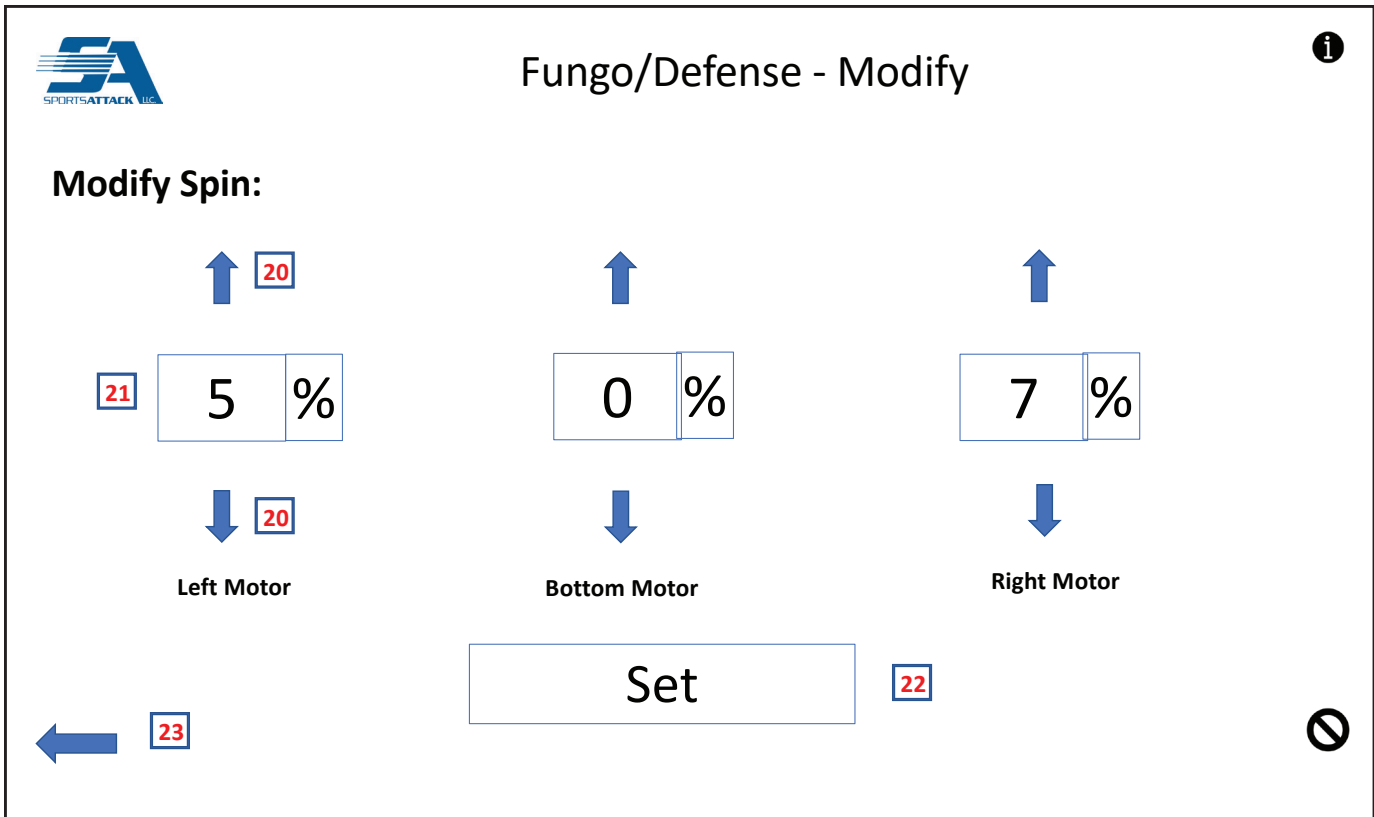 SPORTSATTACK LLC.
Fungo/Defense - Modify
i
Modify Spin:
20
21 5 % 0 % 7 %
20
Left Motor Bottom Motor Right Motor
Set 22
23